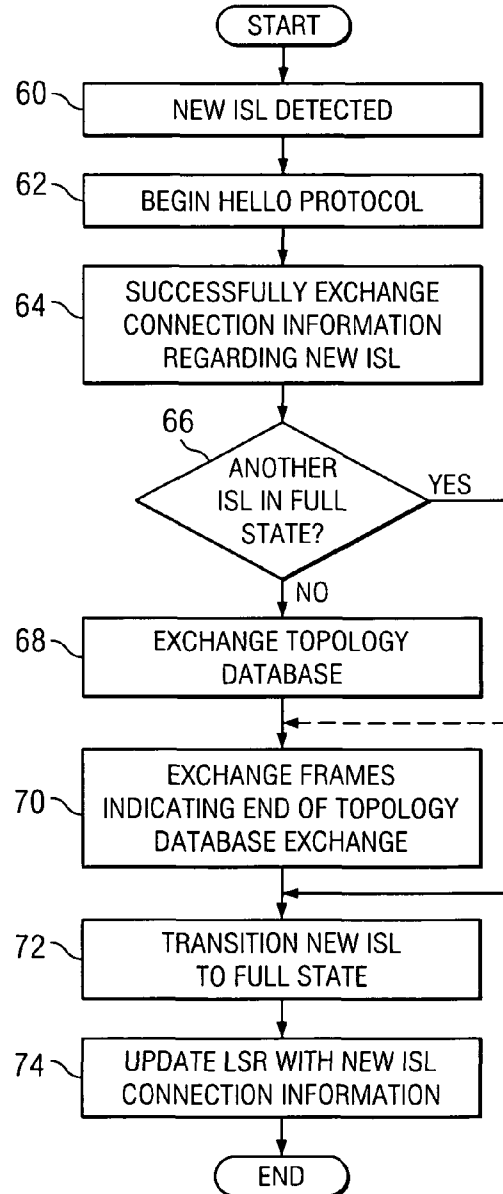 START
60
NEW ISL DETECTED
62
BEGIN HELLO PROTOCOL
64
SUCCESSFULLY EXCHANGE
CONNECTION INFORMATION
REGARDING NEW ISL
66
ANOTHER
ISL IN FULL
STATE?
YES
NO
68
EXCHANGE TOPOLOGY
DATABASE
70
EXCHANGE FRAMES
INDICATING END OF TOPOLOGY
DATABASE EXCHANGE
72
TRANSITION NEW ISL
TO FULL STATE
74
UPDATE LSR WITH NEW ISL
CONNECTION INFORMATION
END